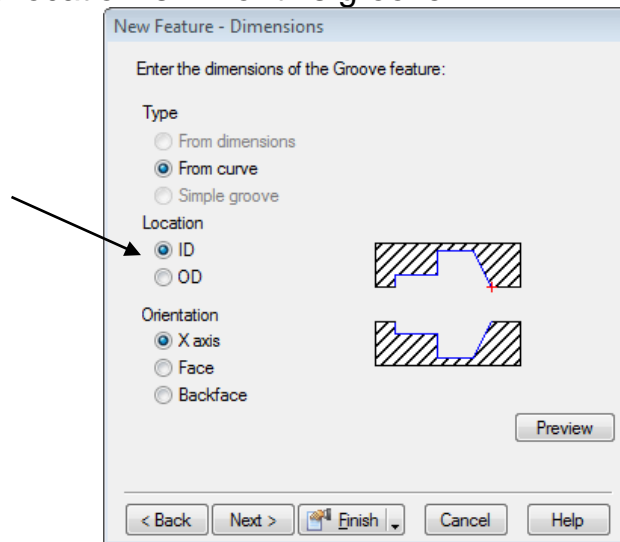 New Feature - Dimensions
Enter the dimensions of the Groove feature:
Type
From dimensions
From curve
Simple groove
Location
ID
OD
Orientation
X axis
Face
Backface
Preview
< Back Next > Finish Cancel Help